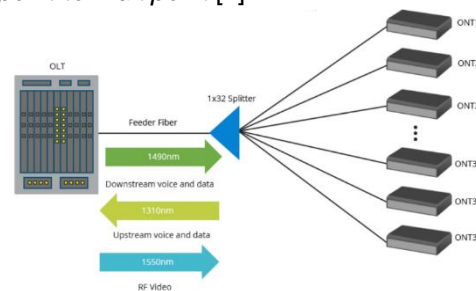 OLT
1x32 Splitter
Feeder Fiber
1490nm
Downstream voice and data
1310nm
Upstream voice and data
1550nm
RF Video
ONT1
ONT3
ONT3
ONT3